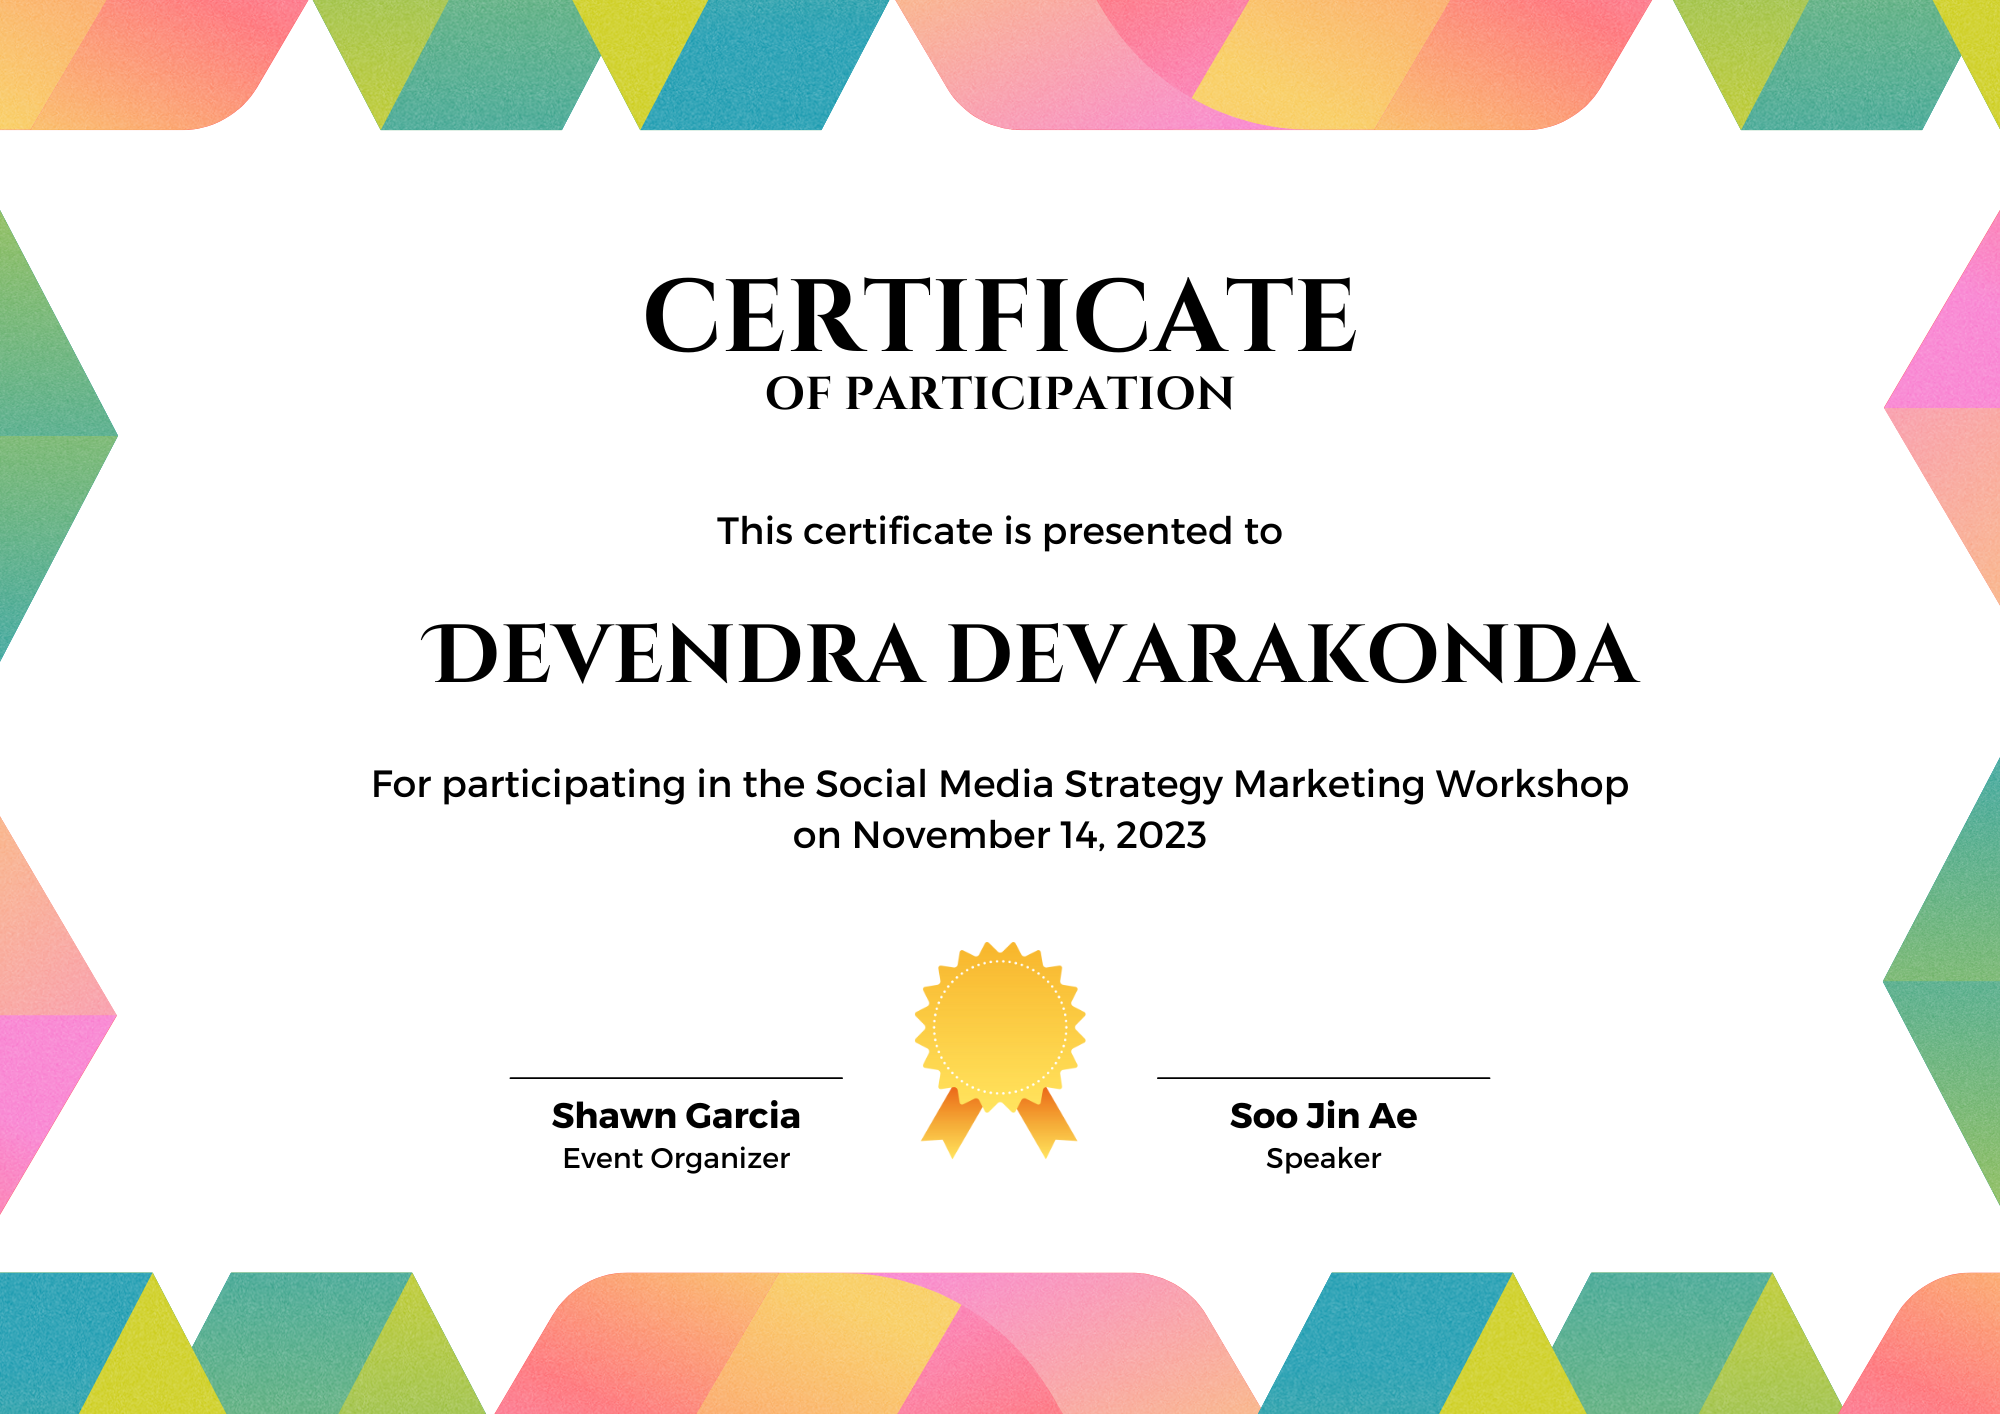 CERTIFICATE
OF PARTICIPATION
This certificate is presented to
DEVENDRA DEVARAKONDA
For participating in the Social Media Strategy Marketing Workshop
on November 14, 2023
Shawn Garcia
Event Organizer
Soo Jin Ae
Speaker